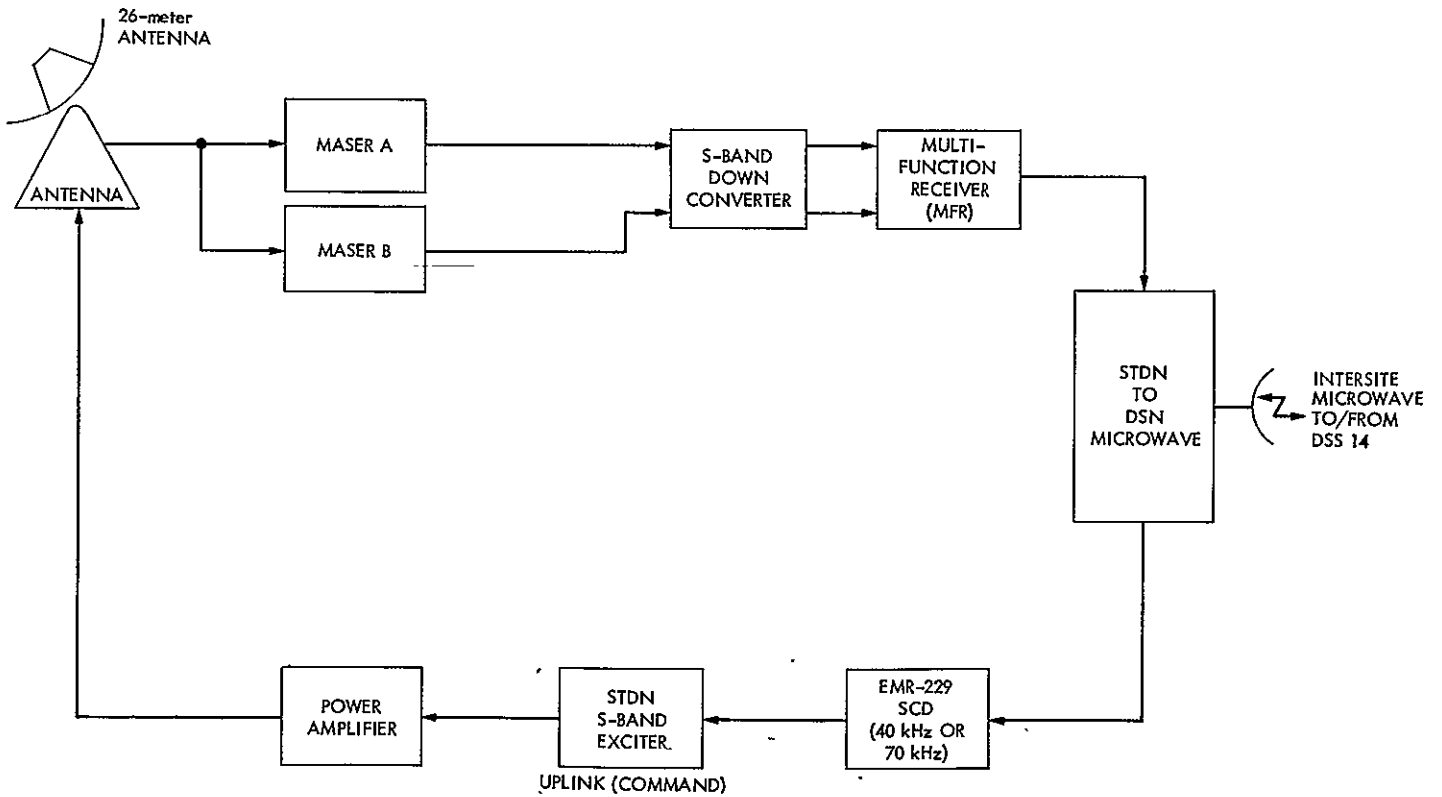 26-meter
ANTENNA
ANTENNA
MASER A
MASER B
S-BAND
DOWN
CONVERTER
MULTI-
FUNCTION
RECEIVER
(MFR)
STDN
TO
DSN
MICROWAVE
INTERSITE
MICROWAVE
TO/FROM
DSS 14
POWER
AMPLIFIER
STDN
S-BAND
EXCITER
UPLINK (COMMAND)
EMR-229
SCD
(40 kHz OR
70 kHz)